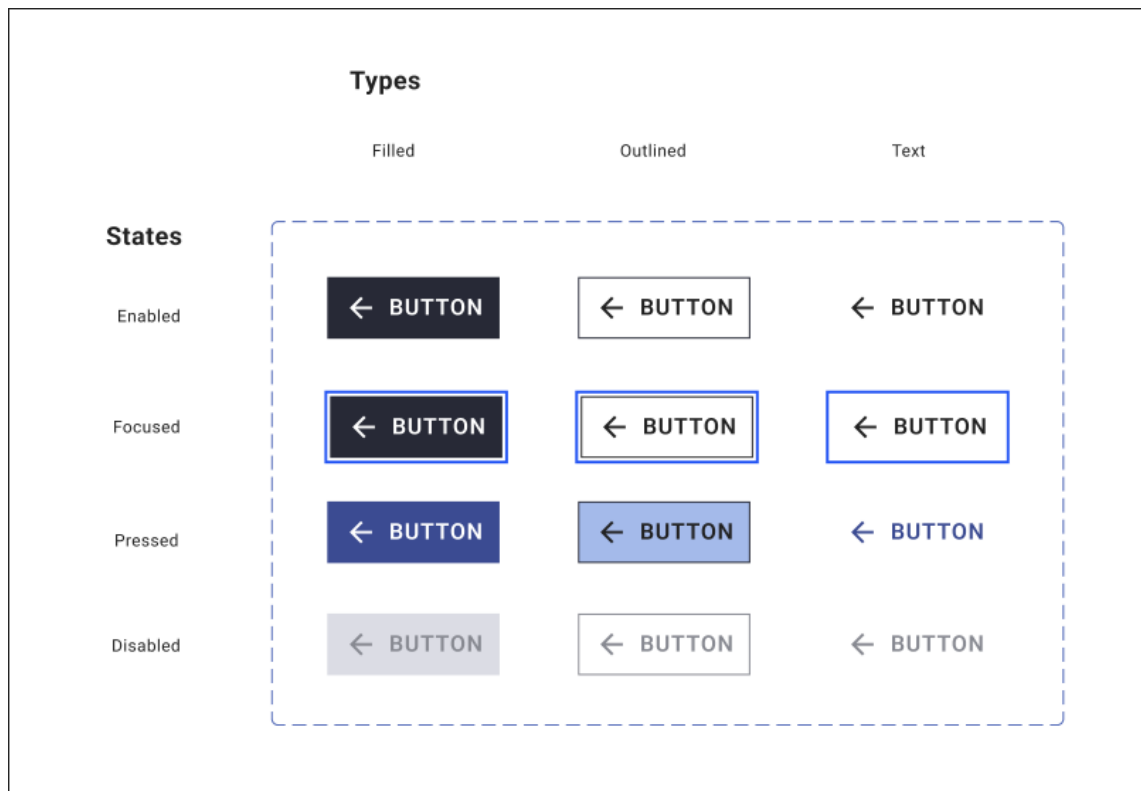 Types
Filled Outlined Text
States
Enabled BUTTON BUTTON BUTTON
Focused BUTTON BUTTON BUTTON
Pressed BUTTON BUTTON BUTTON
Disabled BUTTON BUTTON BUTTON